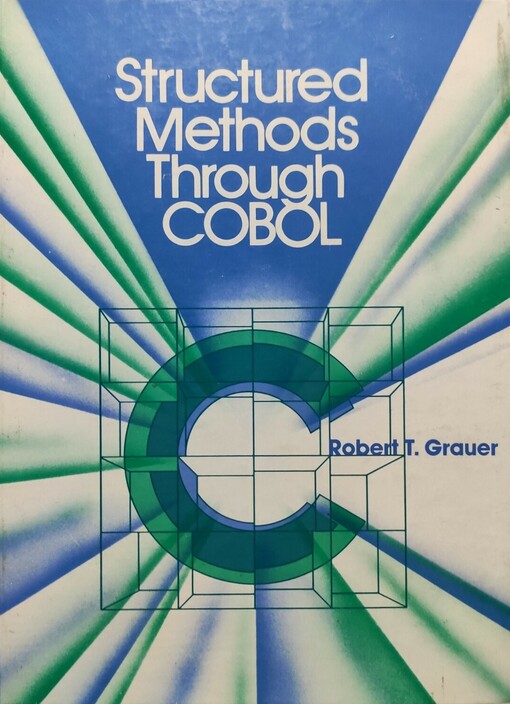 Structured
Methods
Through
COBOL
C
Robert T. Grauer